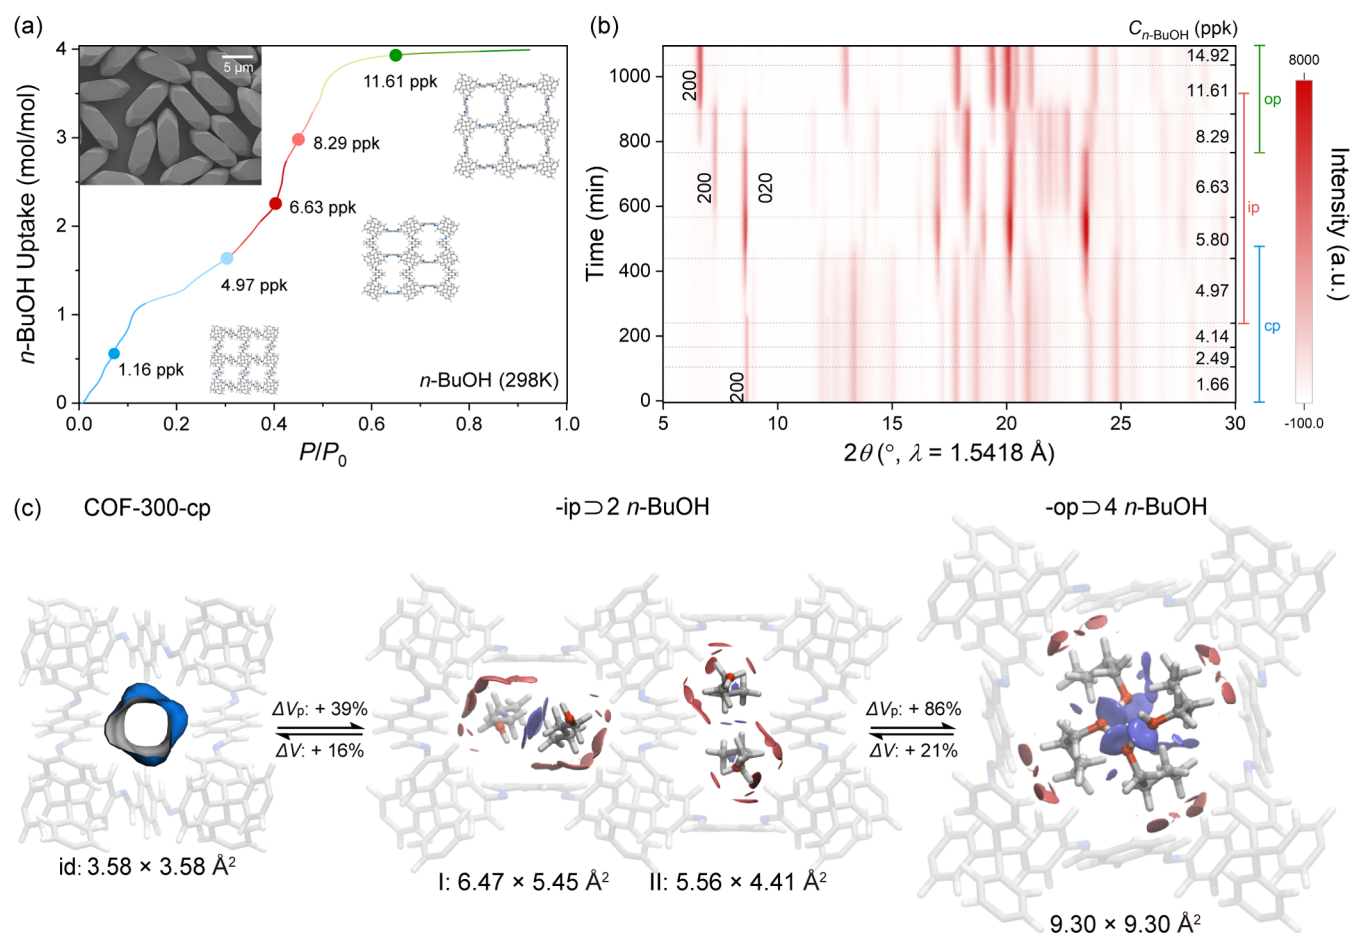 (a)
n-BuOH Uptake (mol/mol)
4
3
2
1
0
5 μm
11.61 ppk
8.29 ppk
6.63 ppk
4.97 ppk
1.16 ppk
n-BuOH (298K)
0.0 0.2 0.4 0.6 0.8 1.0
P/P0
(b)
Cn-BuOH (ppk)
Time (min)
1000
800
600
400
200
0
200
200
020
200
14.92
11.61
8.29
6.63
5.80
4.97
4.14
2.49
1.66
op
ip
cp
8000
Intensity (a.u.)
-100.0
5 10 15 20 25 30
2θ (°, λ = 1.5418 Å)
(c)
COF-300-cp
-ip⊃2 n-BuOH
-op⊃4 n-BuOH
ΔVp: + 39%
ΔV: + 16%
ΔVp: + 86%
ΔV: + 21%
id: 3.58 × 3.58 Å2
I: 6.47 × 5.45 Å2
II: 5.56 × 4.41 Å2
9.30 × 9.30 Å2